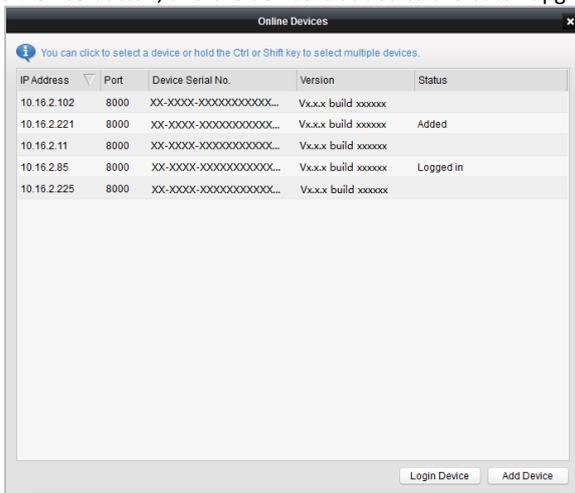 Online Devices
You can click to select a device or hold the Ctrl or Shift key to select multiple devices.
IP Address Port Device Serial No. Version Status
10.16.2.102 8000 XX-XXXX-XXXXXXXXXXX... Vx.x.x build xxxxxx
10.16.2.221 8000 XX-XXXX-XXXXXXXXXXX... Vx.x.x build xxxxxx Added
10.16.2.11 8000 XX-XXXX-XXXXXXXXXXX... Vx.x.x build xxxxxx
10.16.2.85 8000 XX-XXXX-XXXXXXXXXXX... Vx.x.x build xxxxxx Logged in
10.16.2.225 8000 XX-XXXX-XXXXXXXXXXX... Vx.x.x build xxxxxx
Login Device Add Device